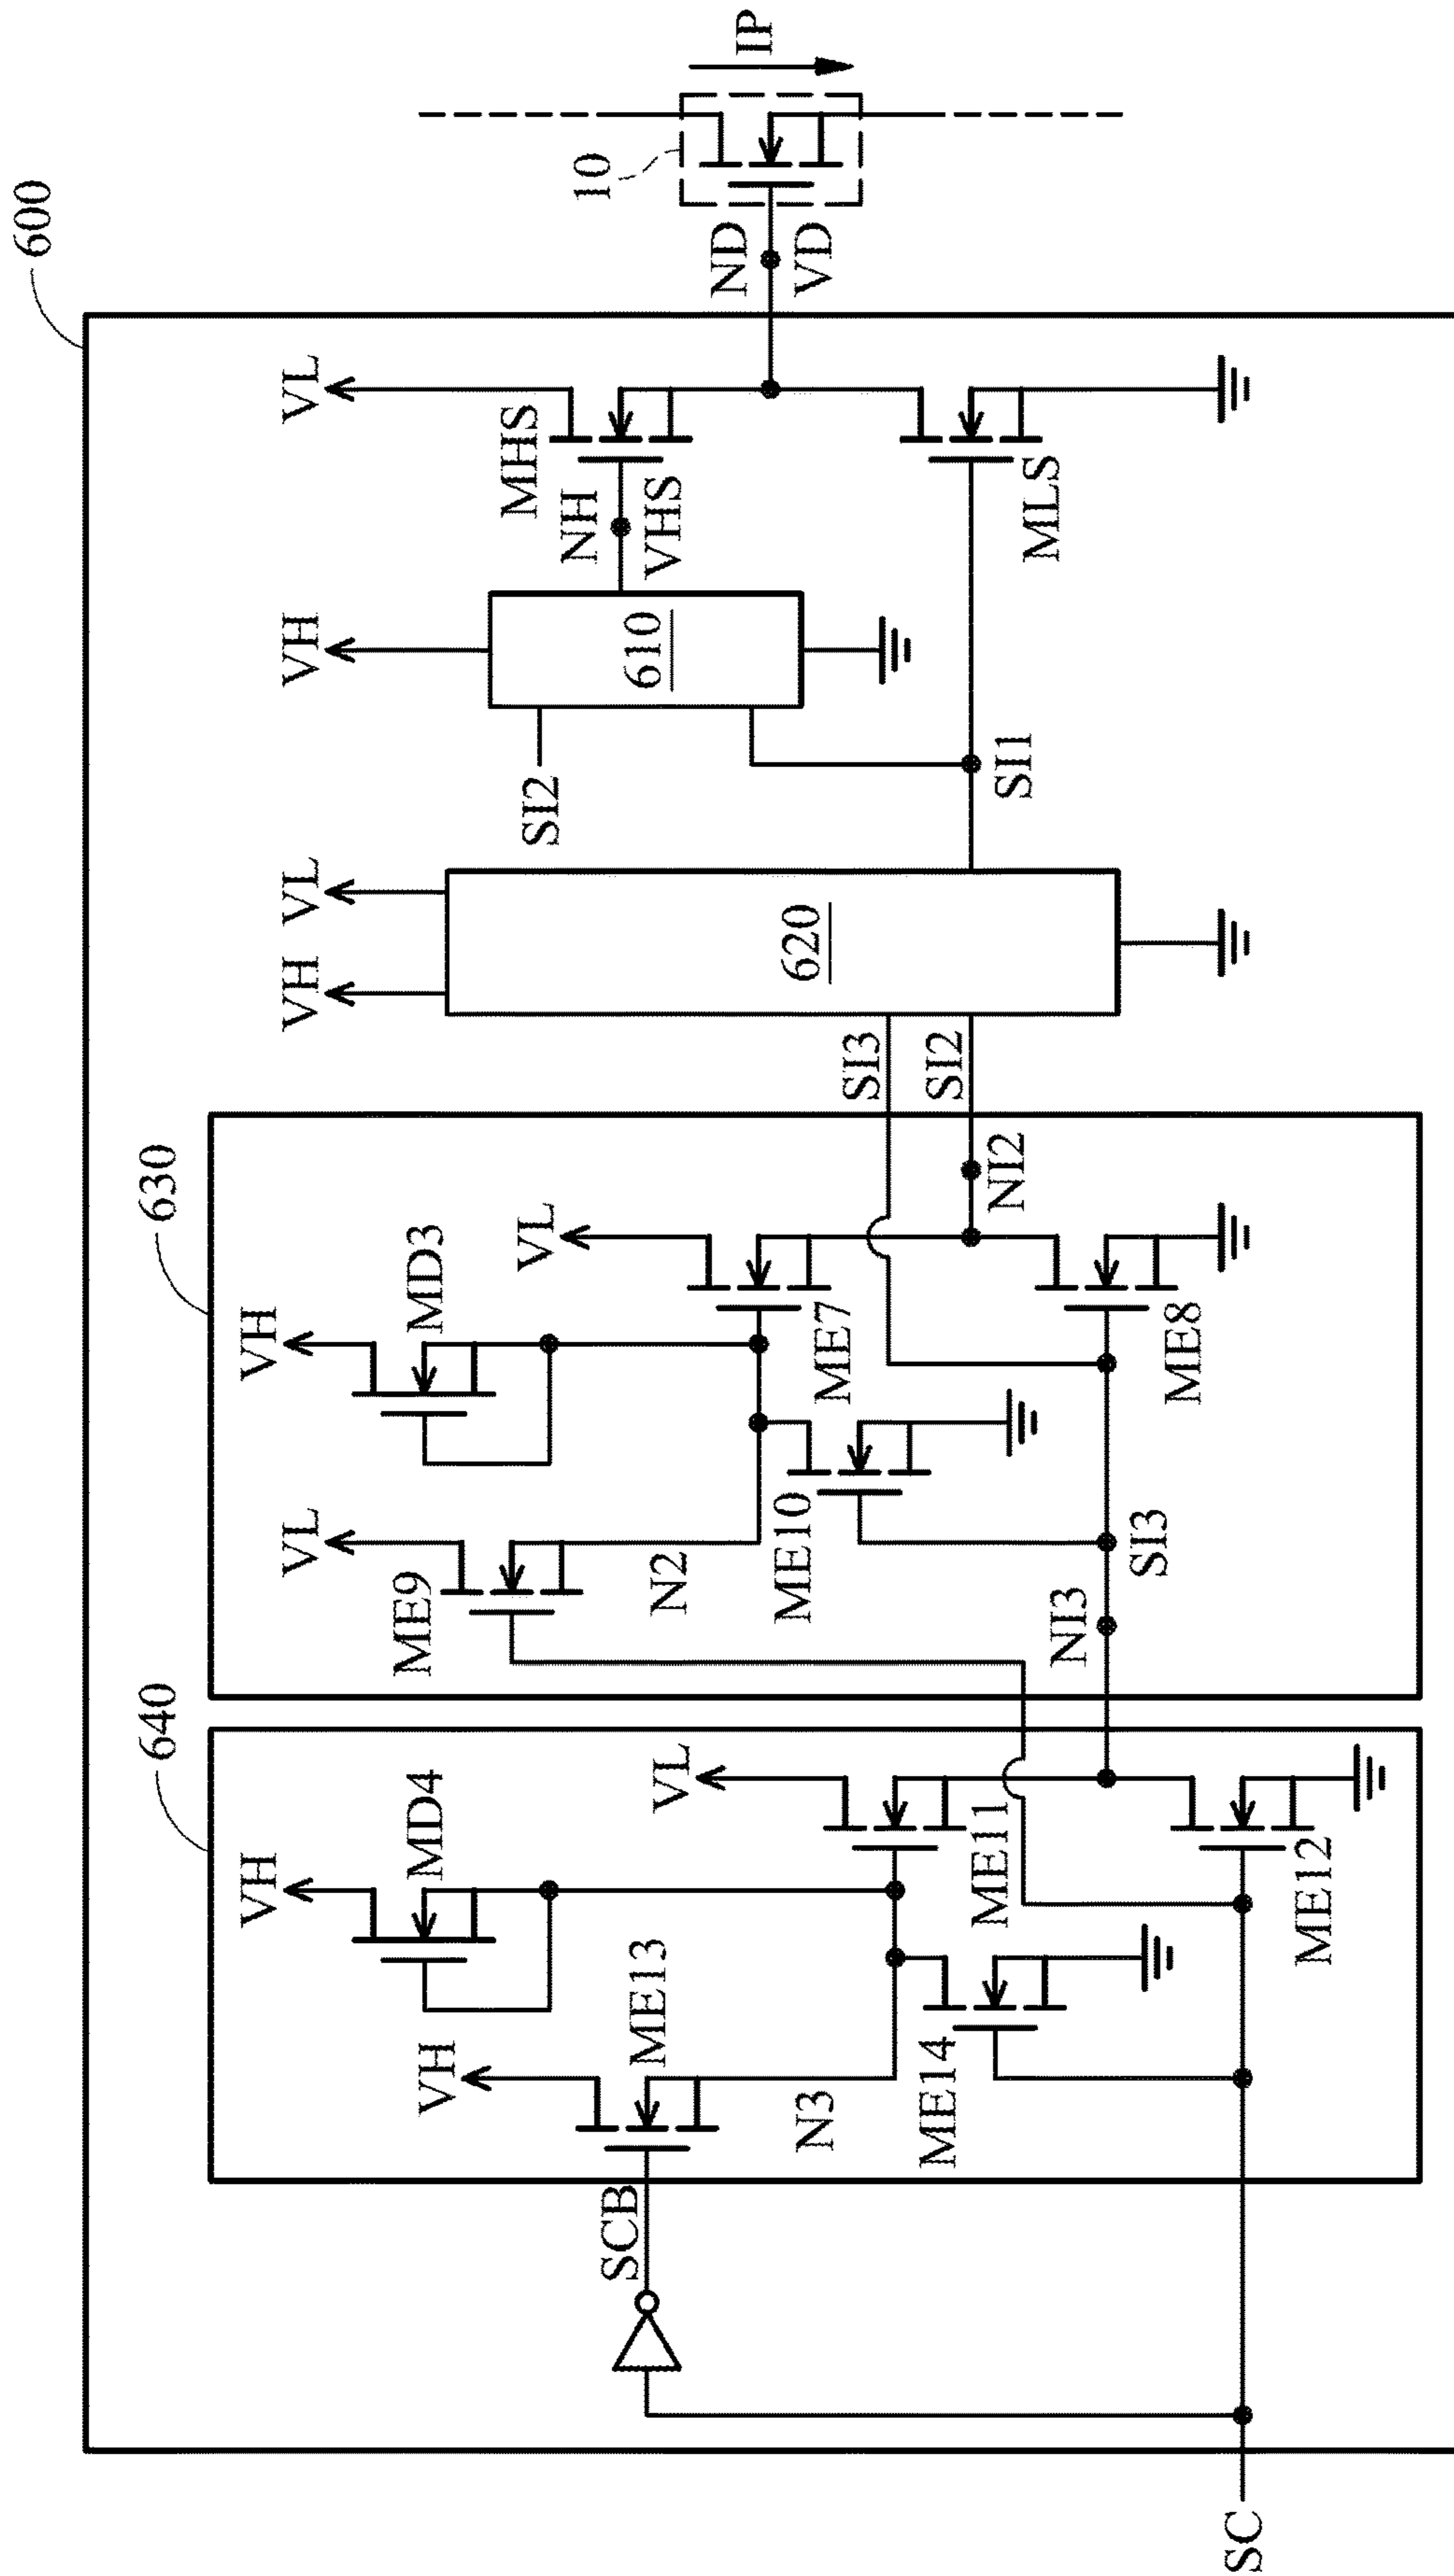 600
640
630
VH
MD4
VH
ME13
SCB
N3
ME14
VL
ME11
ME12
SC
VH
MD3
VL
ME9
N2
ME10
VL
ME7
ME8
NI3
SI3
NI2
SI3
SI2
VH
VL
620
SI2
SI1
VH
610
VL
MHS
NH
VHS
MLS
ND
VD
10
IP